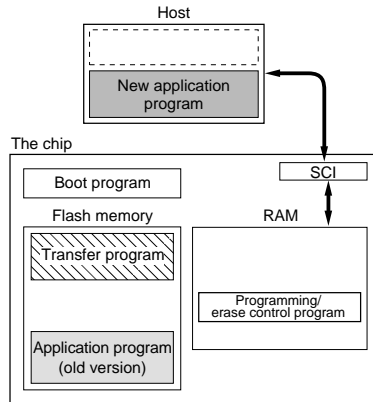 Host
New application
program
The chip
SCI
Boot program
Flash memory
RAM
Transfer program
Programming/
erase control program
Application program
(old version)